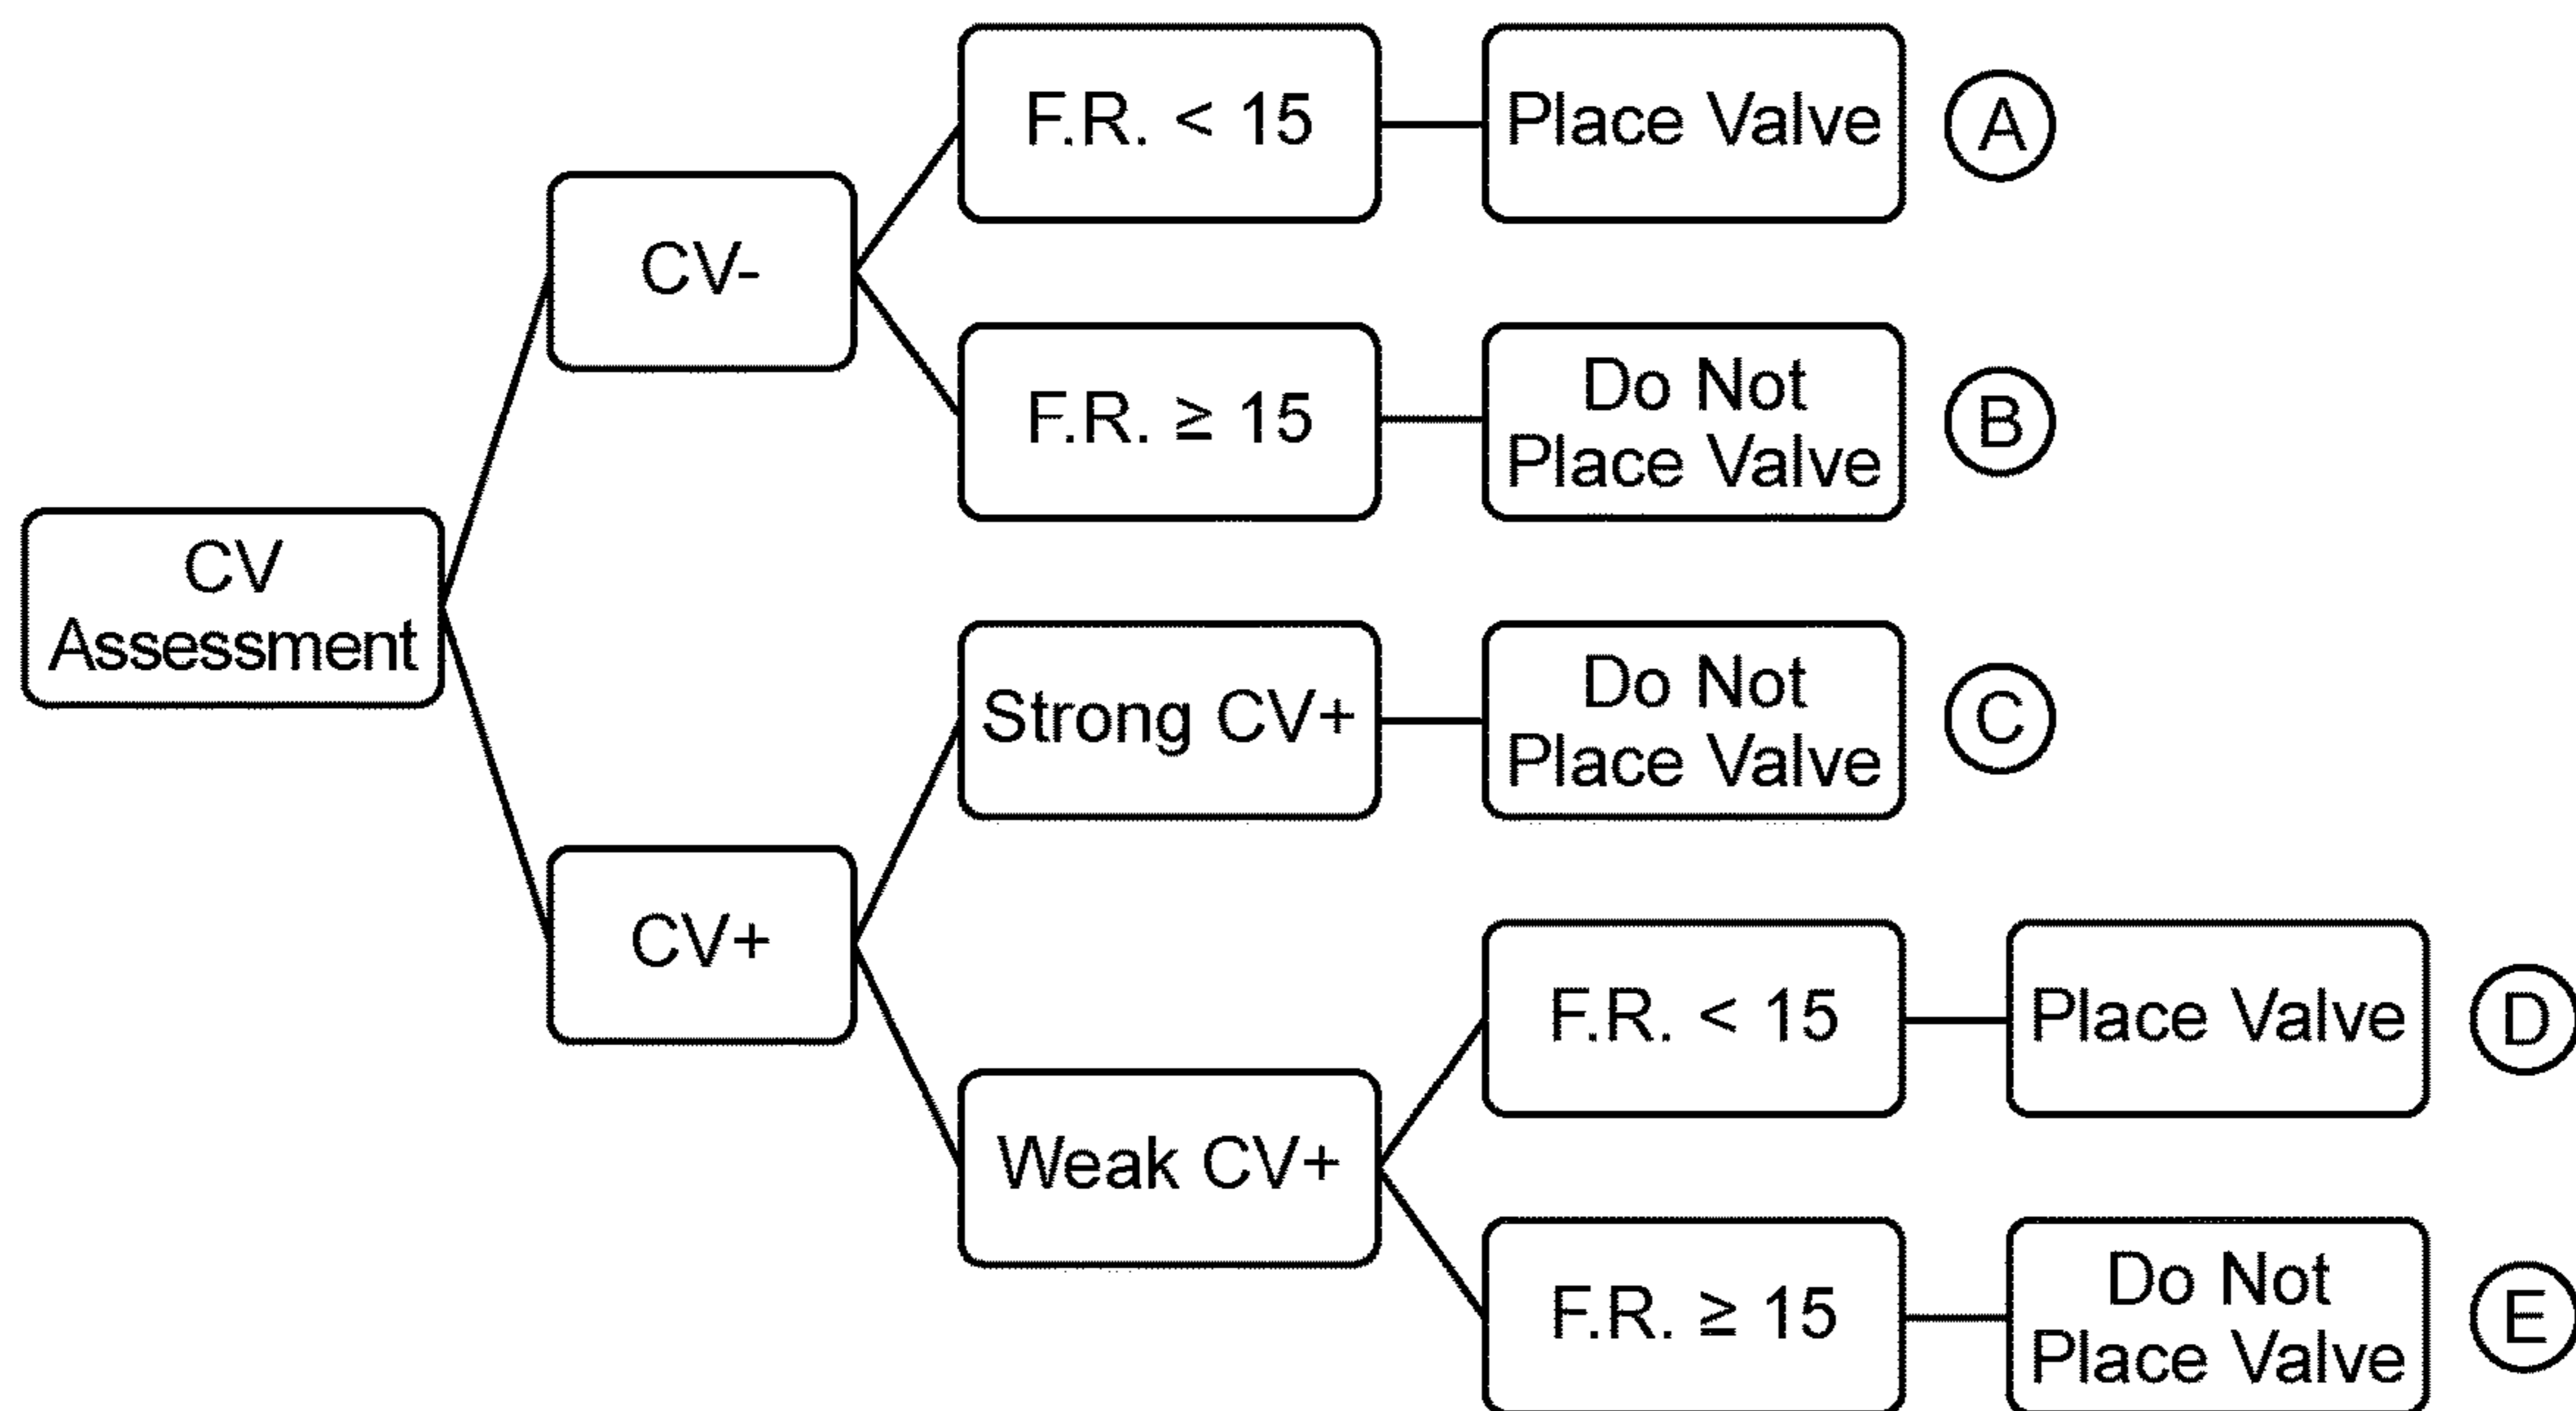 CV
Assessment
CV-
F.R. < 15
Place Valve
A
F.R. ≥ 15
Do Not
Place Valve
B
CV+
Strong CV+
Do Not
Place Valve
C
Weak CV+
F.R. < 15
Place Valve
D
F.R. ≥ 15
Do Not
Place Valve
E